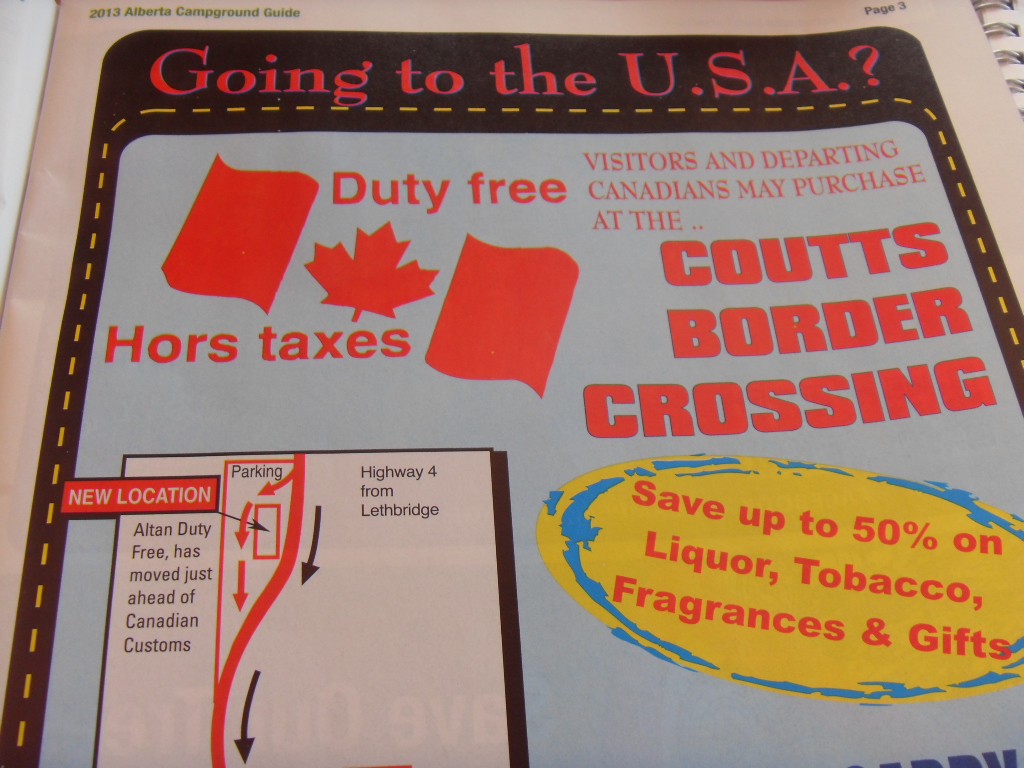 2013 Alberta Campground Guide
Page 3
Going to the U.S.A.?
Duty free
Hors taxes
VISITORS AND DEPARTING
CANADIANS MAY PURCHASE
AT THE ..
COUTTS
BORDER
CROSSING
Parking
NEW LOCATION
Altan Duty
Free, has
moved just
ahead of
Canadian
Customs
Highway 4
from
Lethbridge
Save up to 50% on
Liquor, Tobacco,
Fragrances & Gifts